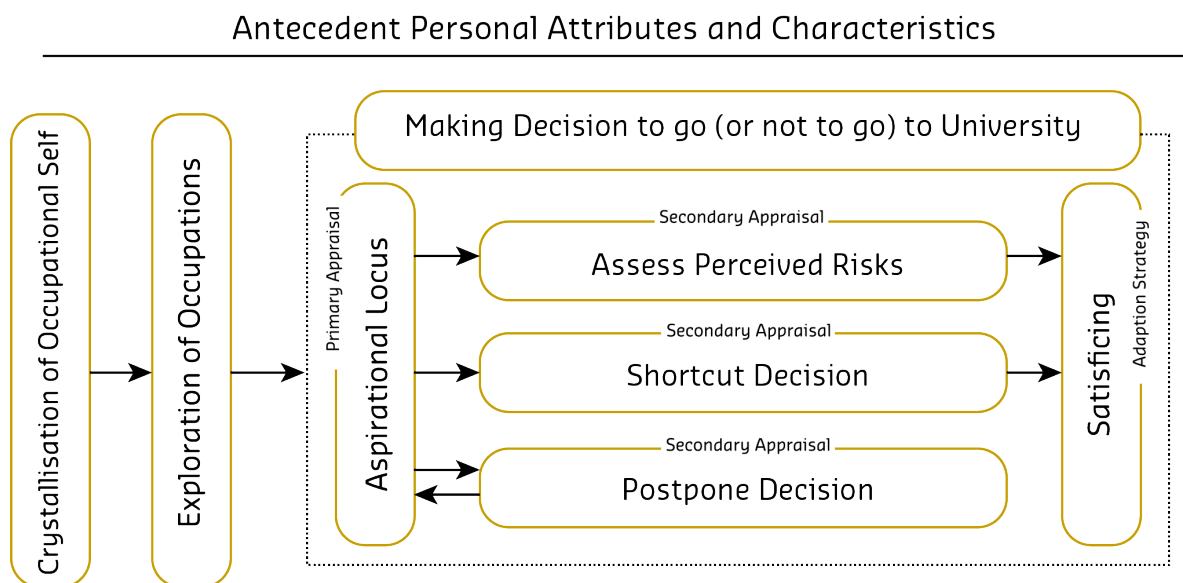 Antecedent Personal Attributes and Characteristics
Crystallisation of Occupational Self
Exploration of Occupations
Making Decision to go (or not to go) to University
Primary Appraisal
Aspirational Locus
Secondary Appraisal
Assess Perceived Risks
Secondary Appraisal
Shortcut Decision
Secondary Appraisal
Postpone Decision
Satisficing
Adaption Strategy